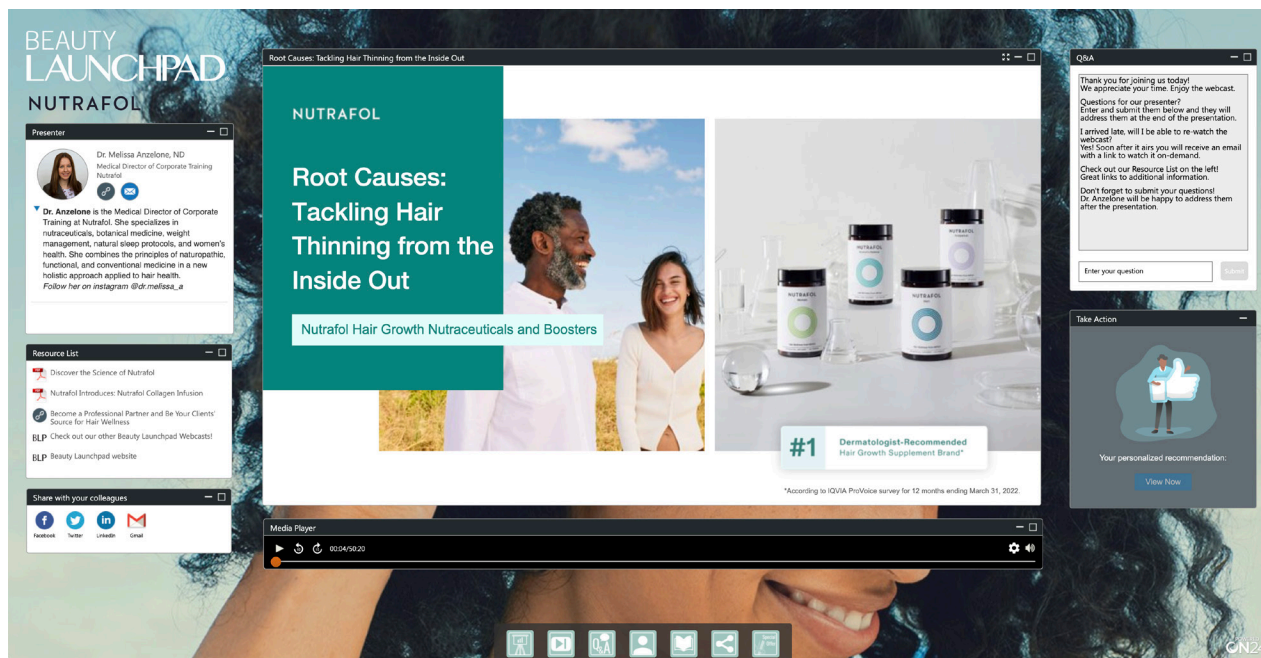 BEAUTY
LAUNCHPAD
NUTRAFOL
Presenter
Dr. Melissa Anzelone, ND
Medical Director of Corporate Training
Nutrafol
Dr. Anzelone is the Medical Director of Corporate
Training at Nutrafol. She specializes in
nutraceuticals, botanical medicine, weight
management, natural sleep protocols, and women's
health. She combines the principles of naturopathic,
functional, and conventional medicine in a new
holistic approach applied to hair health.
Follow her on instagram @dr.melissa_a
Resource List
Discover the Science of Nutrafol
Nutrafol Introduces: Nutrafol Collagen Infusion
Become a Professional Partner and Be Your Clients'
Source for Hair Wellness
BLP Check out our other Beauty Launchpad Webcasts!
BLP Beauty Launchpad website
Share with your colleagues
Facebook Twitter LinkedIn Gmail
Root Causes: Tackling Hair Thinning from the Inside Out
NUTRAFOL
Root Causes:
Tackling Hair
Thinning from the
Inside Out
Nutrafol Hair Growth Nutraceuticals and Boosters
NUTRAFOL
NUTRAFOL
NUTRAFOL
NUTRAFOL
#1 Dermatologist-Recommended
Hair Growth Supplement Brand*
*According to IQVIA ProVoice survey for 12 months ending March 31, 2022.
Media Player
00:04/50:20
Q&A
Thank you for joining us today!
We appreciate your time. Enjoy the webcast.
Questions for our presenter?
Enter and submit them below and they will
address them at the end of the presentation.
I arrived late, will I be able to re-watch the
webcast?
Yes! Soon after it airs you will receive an email
with a link to watch it on-demand.
Check out our Resource List on the left!
Great links to additional information.
Don't forget to submit your questions!
Dr. Anzelone will be happy to address them
after the presentation.
Enter your question
Submit
Take Action
Your personalized recommendation:
View Now
Q&A
ON24